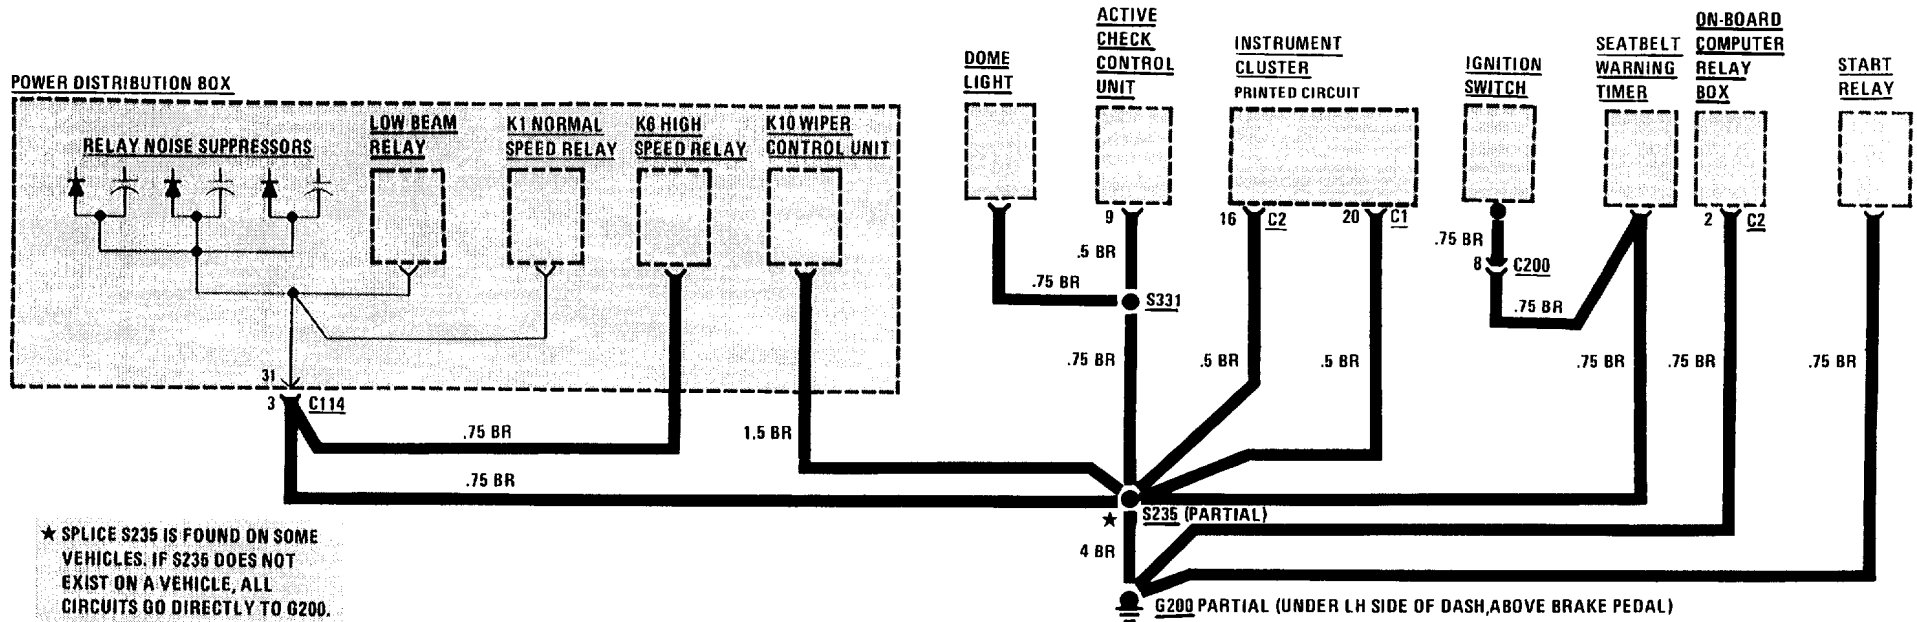 POWER DISTRIBUTION BOX
RELAY NOISE SUPPRESSORS
LOW BEAM
RELAY
K1 NORMAL
SPEED RELAY
K6 HIGH
SPEED RELAY
K10 WIPER
CONTROL UNIT
DOME
LIGHT
ACTIVE
CHECK
CONTROL
UNIT
INSTRUMENT
CLUSTER
PRINTED CIRCUIT
IGNITION
SWITCH
SEATBELT
WARNING
TIMER
ON-BOARD
COMPUTER
RELAY
BOX
START
RELAY
9
16 C2
20 C1
2 C2
.5 BR
.75 BR
8 C200
.75 BR
S331
.75 BR
.75 BR
.5 BR
.5 BR
.75 BR
.75 BR
.75 BR
31
3 C114
.75 BR
1.5 BR
.75 BR
S235 (PARTIAL)
★
4 BR
G200 PARTIAL (UNDER LH SIDE OF DASH, ABOVE BRAKE PEDAL)
★ SPLICE S235 IS FOUND ON SOME
VEHICLES. IF S235 DOES NOT
EXIST ON A VEHICLE, ALL
CIRCUITS GO DIRECTLY TO G200.